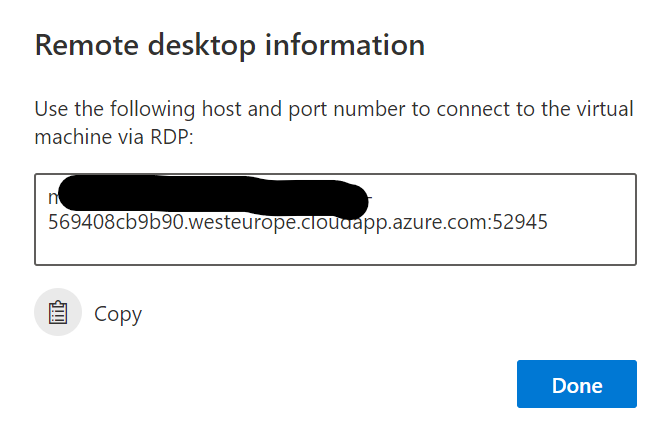 Remote desktop information
Use the following host and port number to connect to the virtual
machine via RDP:
569408cb9b90.westeurope.cloudapp.azure.com:52945
Copy
Done